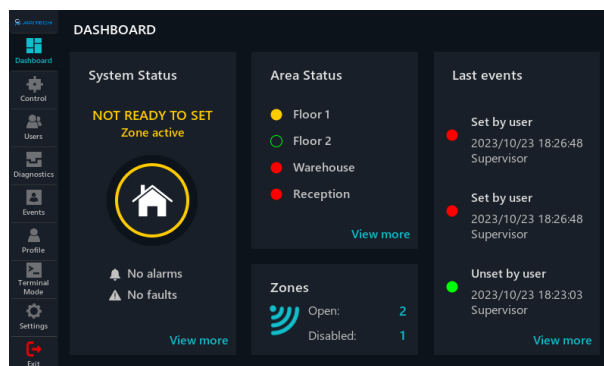 DASHBOARD
Dashboard
Control
Users
Diagnostics
Events
Profile
Terminal
Mode
Settings
Exit
System Status
NOT READY TO SET
Zone active
No alarms
No faults
View more
Area Status
Floor 1
Floor 2
Warehouse
Reception
View more
Zones
Open: 2
Disabled: 1
Last events
Set by user
2023/10/23 18:26:48
Supervisor
Set by user
2023/10/23 18:26:48
Supervisor
Unset by user
2023/10/23 18:23:03
Supervisor
View more